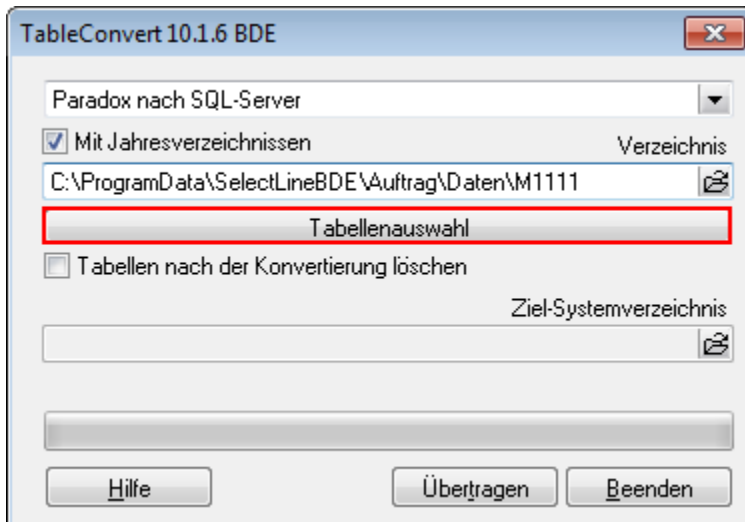 TableConvert 10.1.6 BDE
Paradox nach SQL-Server
Mit Jahresverzeichnissen
Verzeichnis
C:\ProgramData\SelectLineBDE\Auftrag\Daten\M1111
Tabellenauswahl
Tabellen nach der Konvertierung löschen
Ziel-Systemverzeichnis
Hilfe
Übertragen
Beenden